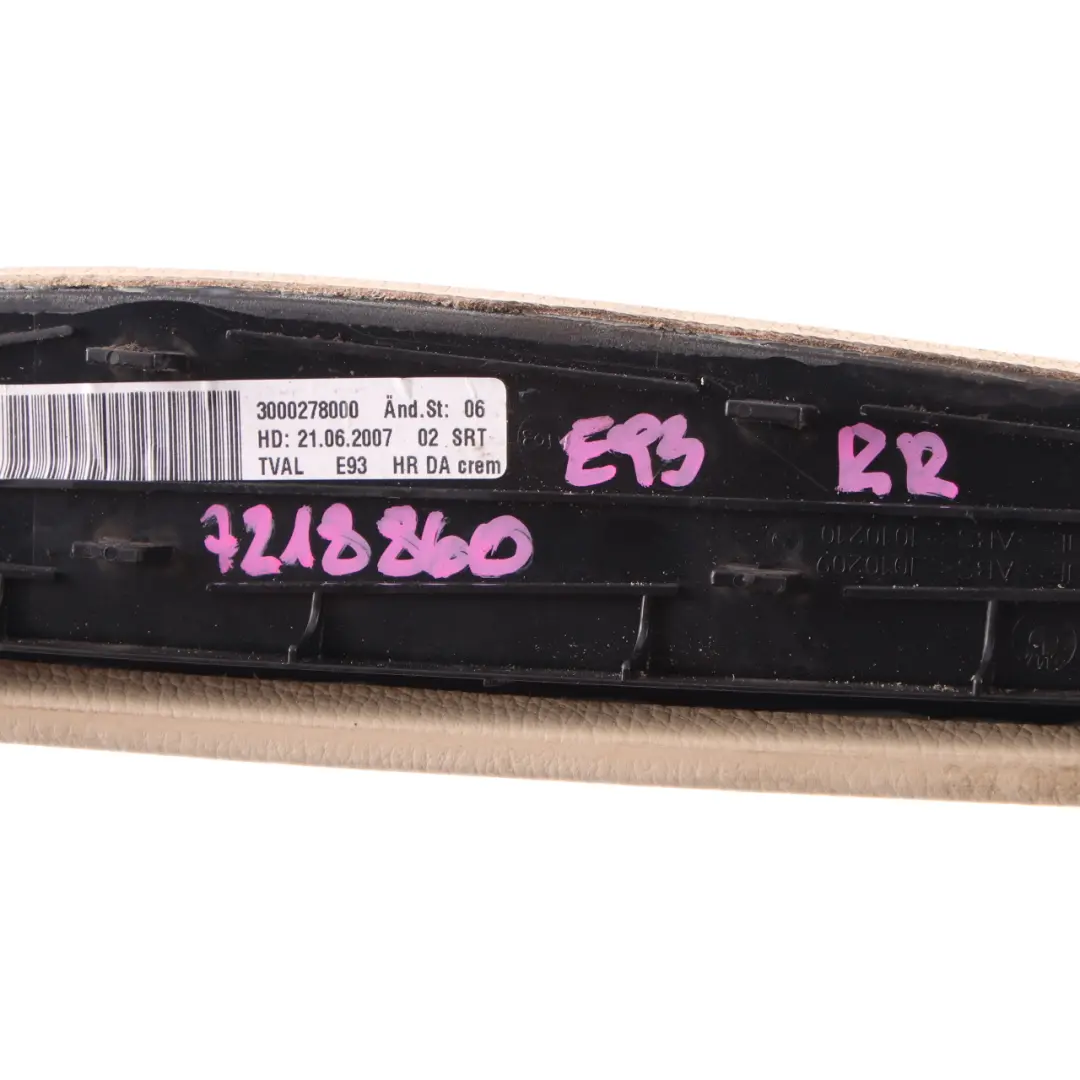 3000278000 Änd.St: 06
HD: 21.06.2007 02 SRT
TVAL E93 HR DA crem
E93 RR
7218860